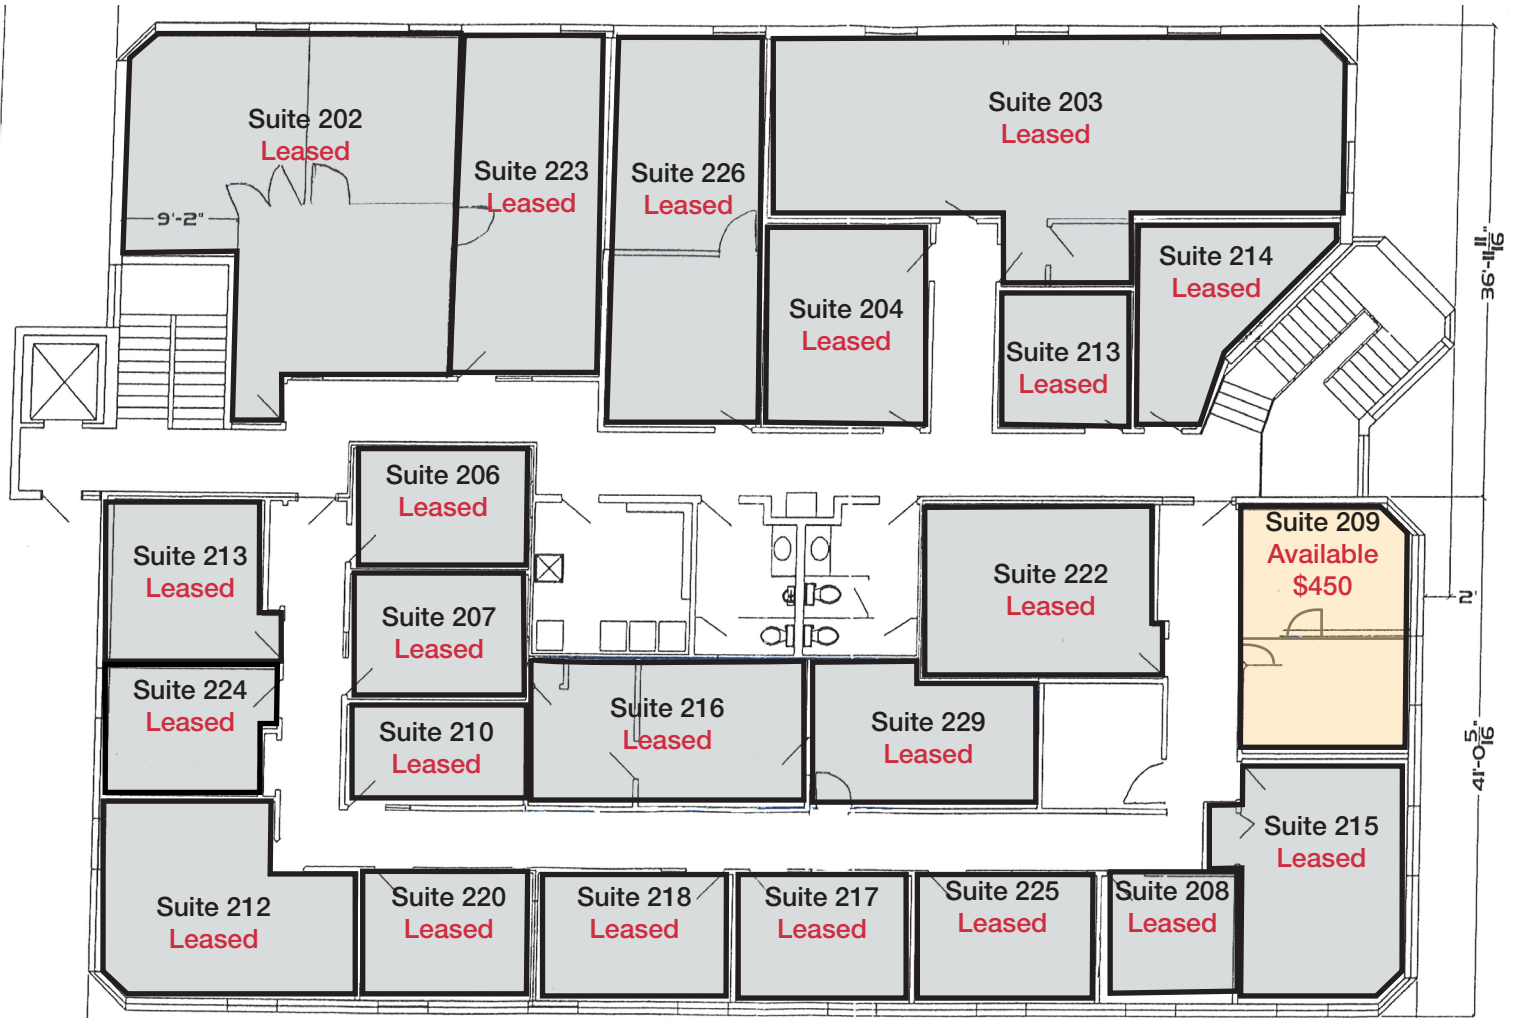 Suite 202
Leased
Suite 223
Leased
Suite 226
Leased
Suite 203
Leased
9'-2"
Suite 204
Leased
Suite 213
Leased
Suite 214
Leased
36'-11 11/16"
Suite 206
Leased
Suite 213
Leased
Suite 207
Leased
Suite 222
Leased
Suite 209
Available
$450
2'
Suite 224
Leased
Suite 210
Leased
Suite 216
Leased
Suite 229
Leased
41'-0 5/16"
Suite 215
Leased
Suite 212
Leased
Suite 220
Leased
Suite 218
Leased
Suite 217
Leased
Suite 225
Leased
Suite 208
Leased